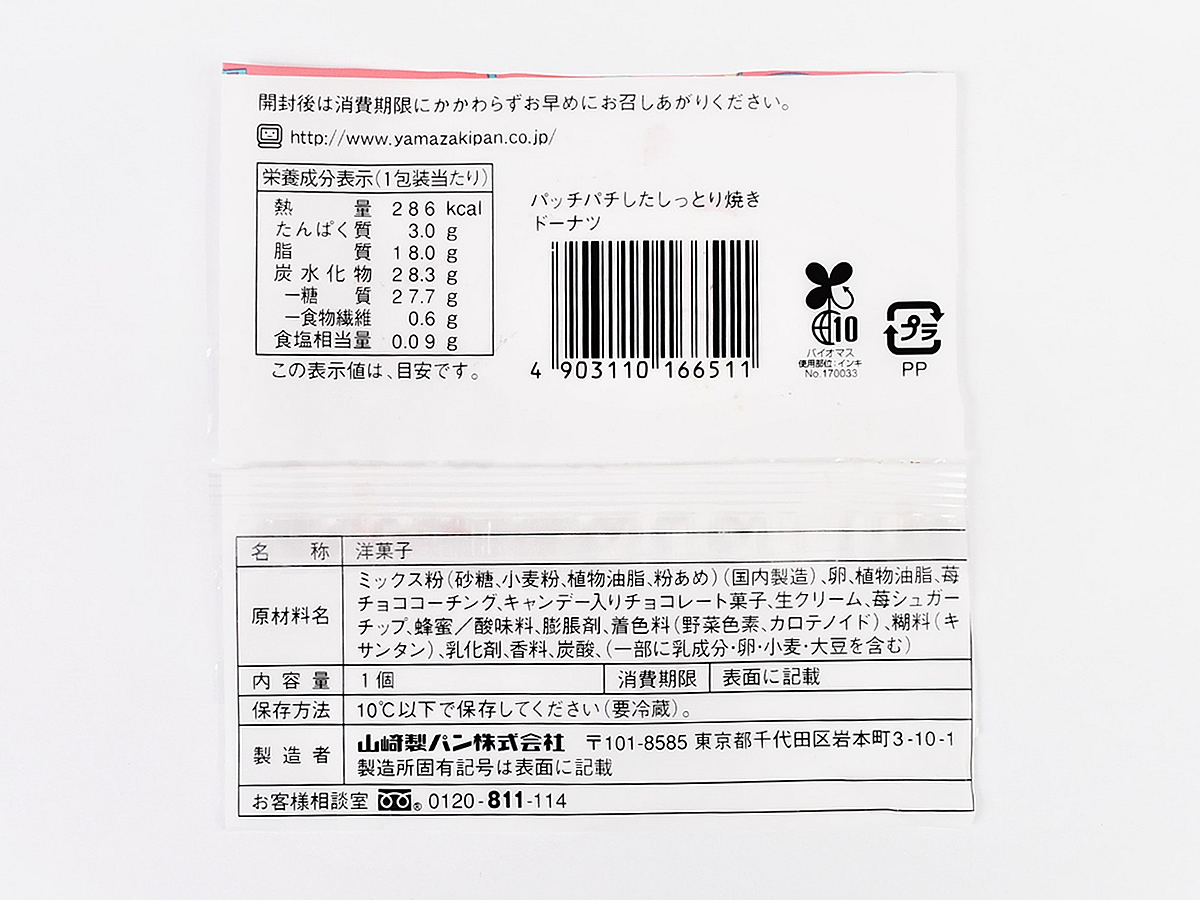 開封後は消費期限にかかわらずお早めにお召しあがりください。
http://www.yamazakipan.co.jp/
栄養成分表示(1包装当たり)
熱量 286 kcal
たんぱく質 3.0 g
脂質 18.0 g
炭水化物 28.3 g
－糖質 27.7 g
－食物繊維 0.6 g
食塩相当量 0.09 g
この表示値は、目安です。
パッチパチしたしっとり焼き
ドーナツ
4 903110 166511
10
バイオマス
使用部位:インキ
No.170033
プラ
PP
名称 洋菓子
原材料名 ミックス粉(砂糖、小麦粉、植物油脂、粉あめ)(国内製造)、卵、植物油脂、苺
チョココーチング、キャンデー入りチョコレート菓子、生クリーム、苺シュガー
チップ、蜂蜜／酸味料、膨脹剤、着色料(野菜色素、カロテノイド)、糊料(キ
サンタン)、乳化剤、香料、炭酸、(一部に乳成分・卵・小麦・大豆を含む)
内容量 1個 消費期限 表面に記載
保存方法 10℃以下で保存してください(要冷蔵)。
製造者 山崎製パン株式会社 〒101-8585 東京都千代田区岩本町3-10-1
製造所固有記号は表面に記載
お客様相談室 0120-811-114